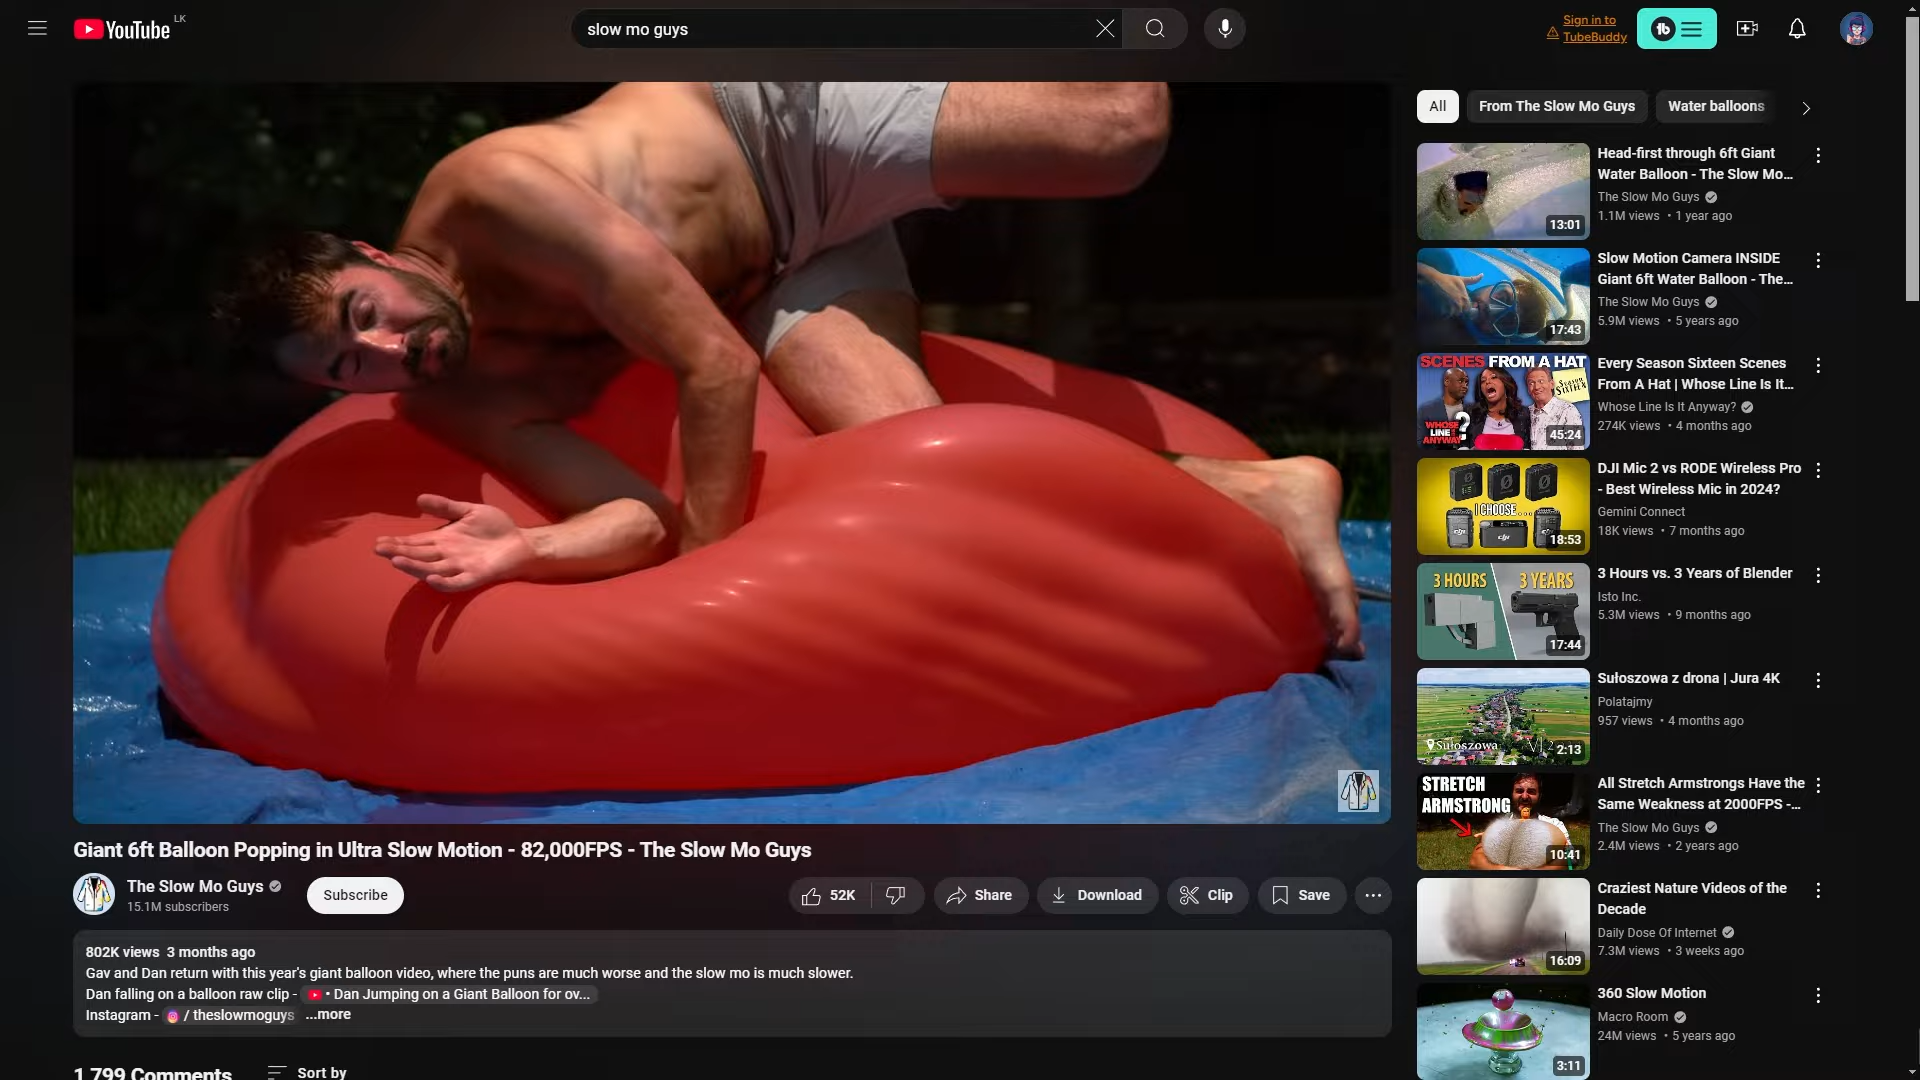 YouTube
LK
slow mo guys
Sign in to
TubeBuddy
All
From The Slow Mo Guys
Water balloons
Head-first through 6ft Giant
Water Balloon - The Slow Mo...
The Slow Mo Guys
1.1M views • 1 year ago
13:01
Slow Motion Camera INSIDE
Giant 6ft Water Balloon - The...
The Slow Mo Guys
5.9M views • 5 years ago
17:43
SCENES FROM A HAT
SEASON
SIXTEEN
WHOSE
LINE
IS IT
ANYWAY?
45:24
Every Season Sixteen Scenes
From A Hat | Whose Line Is It...
Whose Line Is It Anyway?
274K views • 4 months ago
I CHOOSE....
dji
dji
18:53
DJI Mic 2 vs RODE Wireless Pro
- Best Wireless Mic in 2024?
Gemini Connect
18K views • 7 months ago
3 HOURS
3 YEARS
17:44
3 Hours vs. 3 Years of Blender
Isto Inc.
5.3M views • 9 months ago
Sułoszowa
2:13
Sułoszowa z drona | Jura 4K
Polatajmy
957 views • 4 months ago
STRETCH
ARMSTRONG
10:41
All Stretch Armstrongs Have the
Same Weakness at 2000FPS -...
The Slow Mo Guys
2.4M views • 2 years ago
16:09
Craziest Nature Videos of the
Decade
Daily Dose Of Internet
7.3M views • 3 weeks ago
3:11
360 Slow Motion
Macro Room
24M views • 5 years ago
Giant 6ft Balloon Popping in Ultra Slow Motion - 82,000FPS - The Slow Mo Guys
The Slow Mo Guys
15.1M subscribers
Subscribe
52K
Share
Download
Clip
Save
802K views 3 months ago
Gav and Dan return with this year's giant balloon video, where the puns are much worse and the slow mo is much slower.
Dan falling on a balloon raw clip - • Dan Jumping on a Giant Balloon for ov...
Instagram - / theslowmoguys ...more
1,799 Comments
Sort by